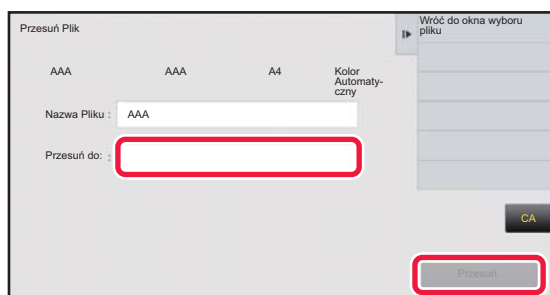 Przesuń Plik
Wróć do okna wyboru
pliku
AAA AAA A4 Kolor
Automaty-
czny
Nazwa Pliku : AAA
Przesuń do: :
CA
Przesuń